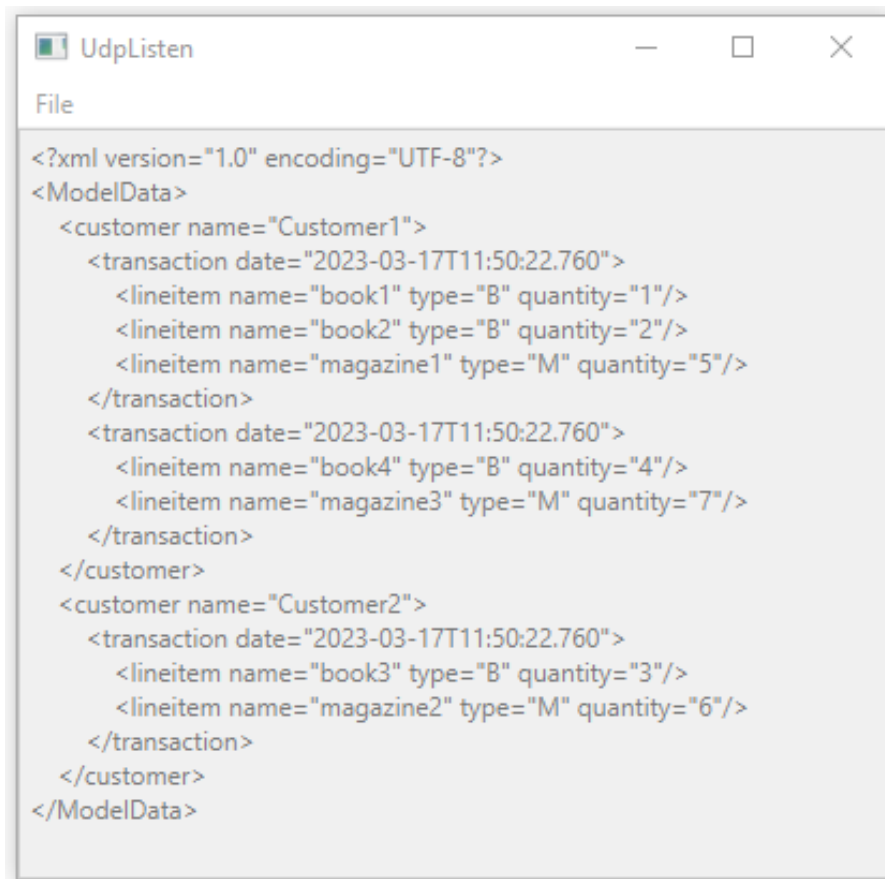 UdpListen
File
<?xml version="1.0" encoding="UTF-8"?>
<ModelData>
<customer name="Customer1">
<transaction date="2023-03-17T11:50:22.760">
<lineitem name="book1" type="B" quantity="1"/>
<lineitem name="book2" type="B" quantity="2"/>
<lineitem name="magazine1" type="M" quantity="5"/>
</transaction>
<transaction date="2023-03-17T11:50:22.760">
<lineitem name="book4" type="B" quantity="4"/>
<lineitem name="magazine3" type="M" quantity="7"/>
</transaction>
</customer>
<customer name="Customer2">
<transaction date="2023-03-17T11:50:22.760">
<lineitem name="book3" type="B" quantity="3"/>
<lineitem name="magazine2" type="M" quantity="6"/>
</transaction>
</customer>
</ModelData>